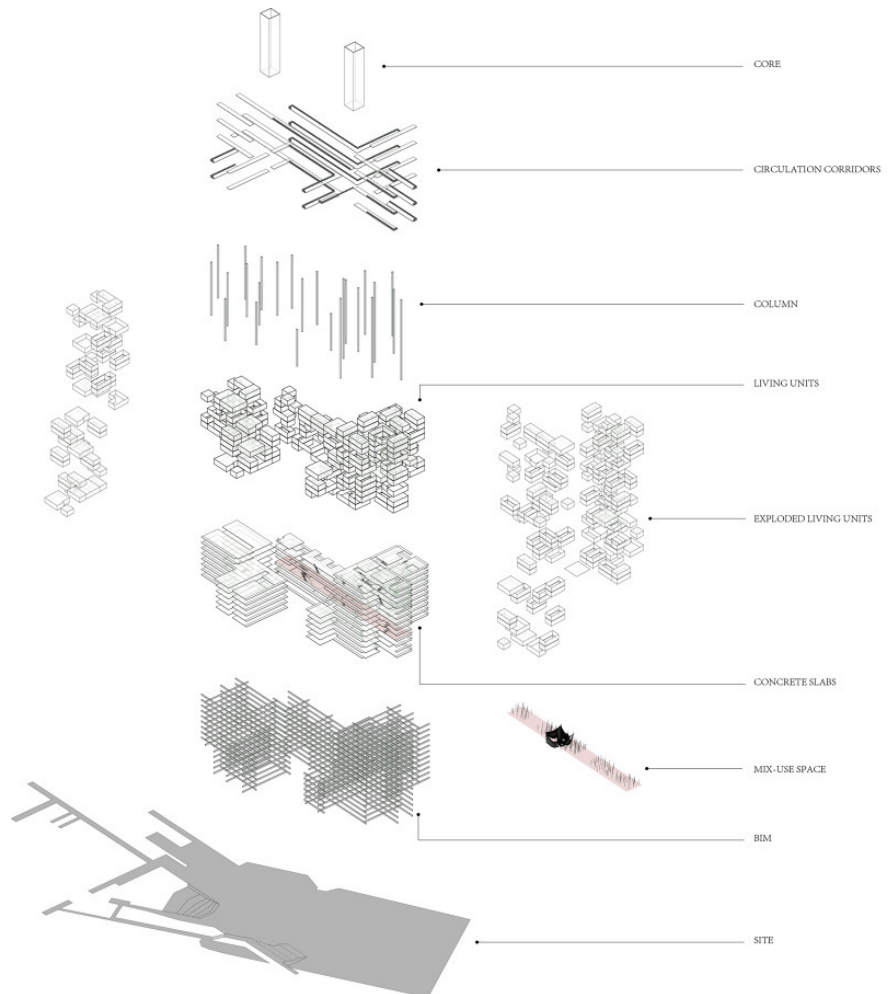 CORE
CIRCULATION CORRIDORS
COLUMN
LIVING UNITS
EXPLODED LIVING UNITS
CONCRETE SLABS
MIX-USE SPACE
BIM
SITE